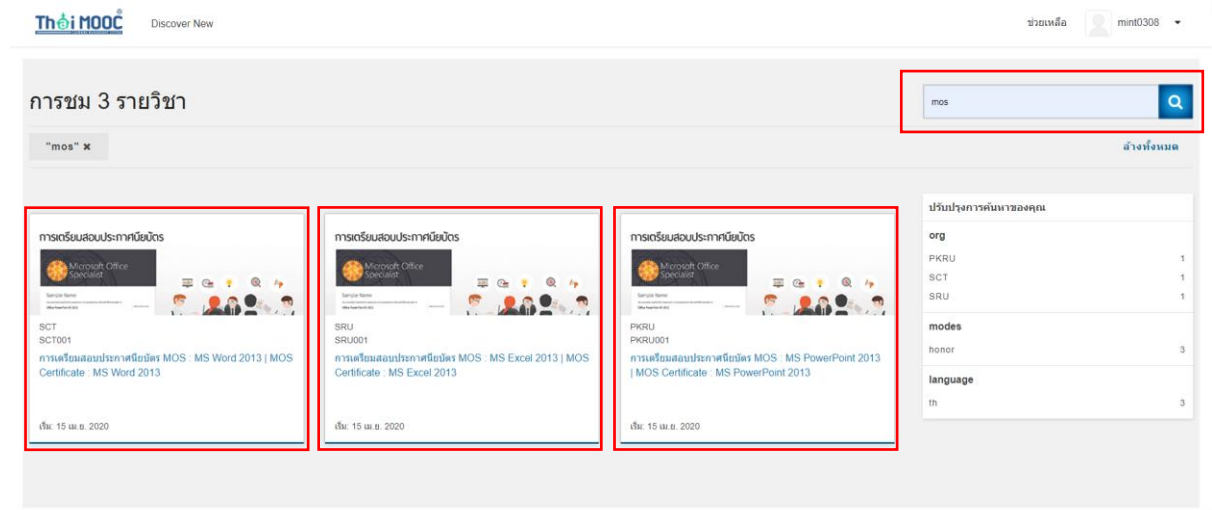 Thai MOOC
Discover New
ช่วยเหลือ
mint0308
การชม 3 รายวิชา
mos
"mos" ×
ล้างทั้งหมด
การเตรียมสอบประกาศนียบัตร
Microsoft Office
Specialist
Sample Name
SCT
SCT001
การเตรียมสอบประกาศนียบัตร MOS : MS Word 2013 | MOS
Certificate : MS Word 2013
เริ่ม: 15 เม.ย. 2020
การเตรียมสอบประกาศนียบัตร
Microsoft Office
Specialist
Sample Name
SRU
SRU001
การเตรียมสอบประกาศนียบัตร MOS : MS Excel 2013 | MOS
Certificate : MS Excel 2013
เริ่ม: 15 เม.ย. 2020
การเตรียมสอบประกาศนียบัตร
Microsoft Office
Specialist
Sample Name
PKRU
PKRU001
การเตรียมสอบประกาศนียบัตร MOS : MS PowerPoint 2013
| MOS Certificate : MS PowerPoint 2013
เริ่ม: 15 เม.ย. 2020
ปรับปรุงการค้นหาของคุณ
org
PKRU 1
SCT 1
SRU 1
modes
honor 3
language
th 3